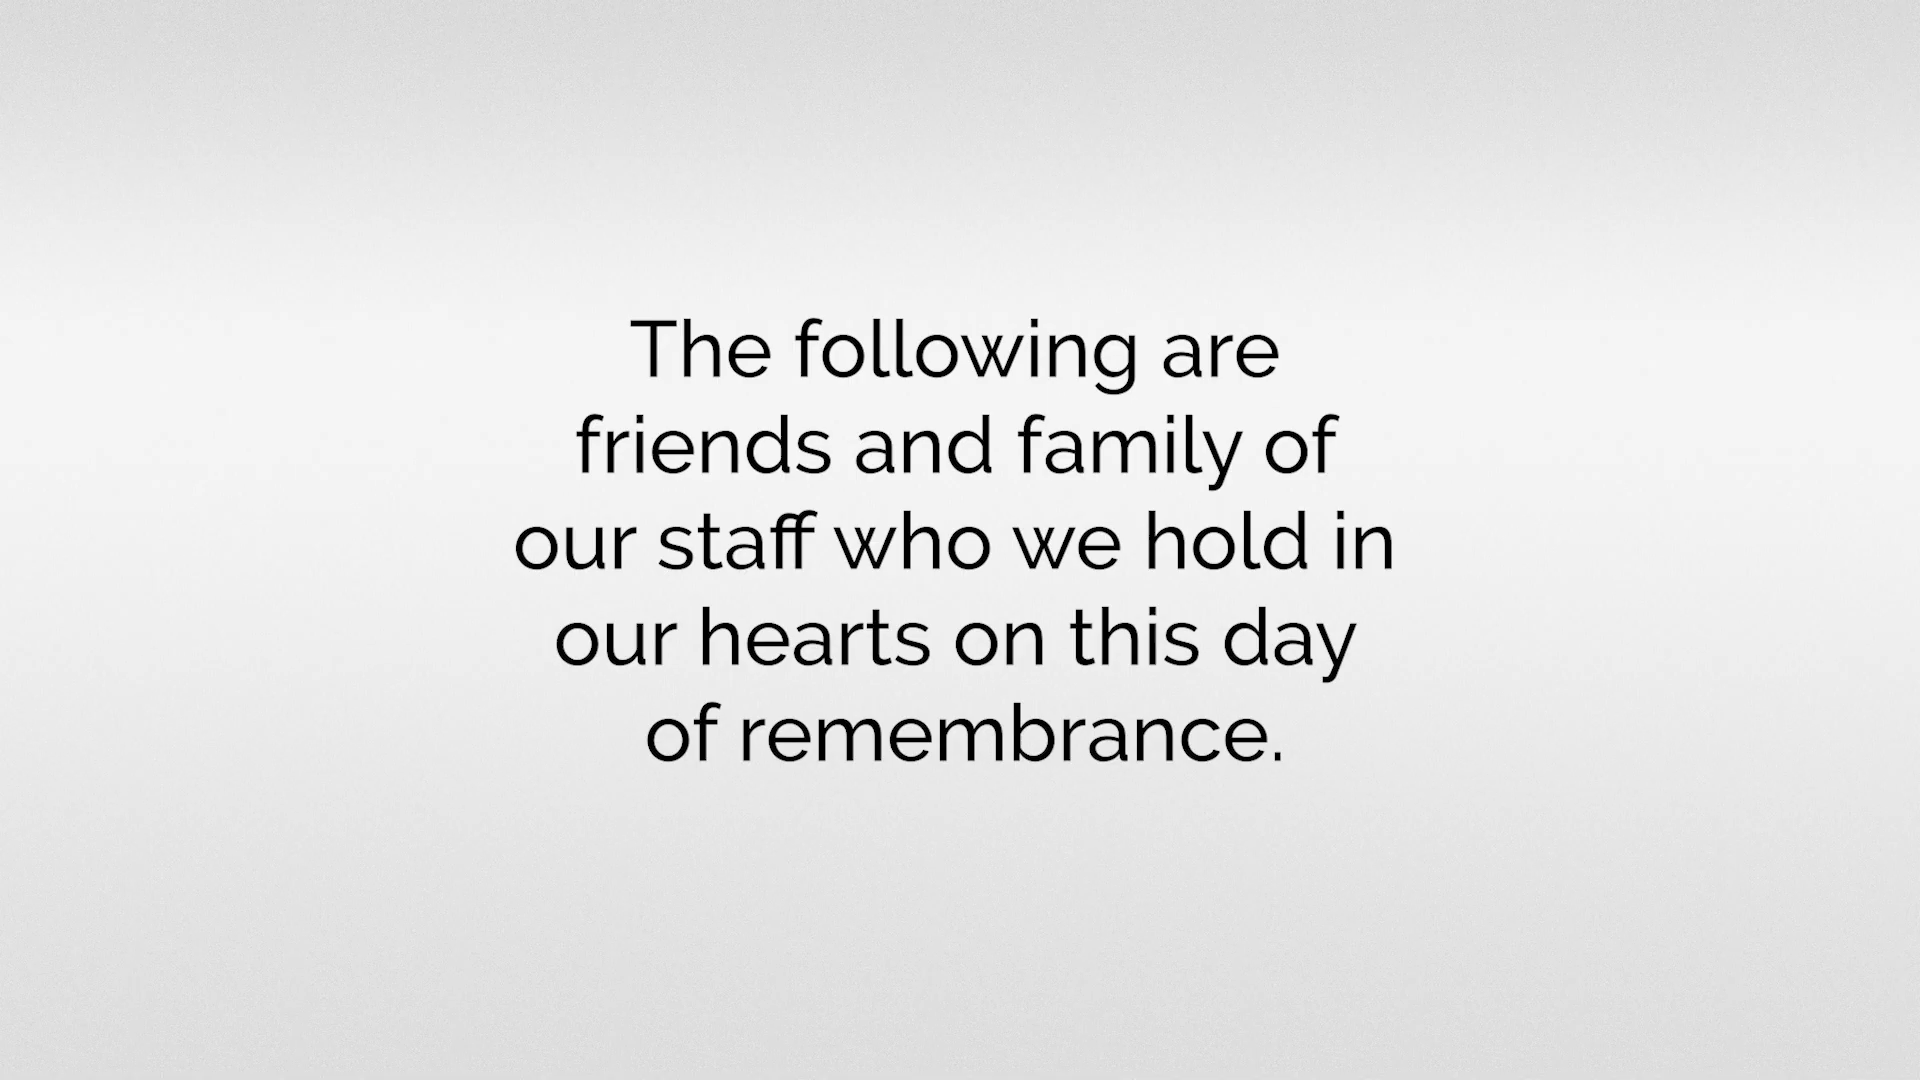 The following are
friends and family of
our staff who we hold in
our hearts on this day
of remembrance.